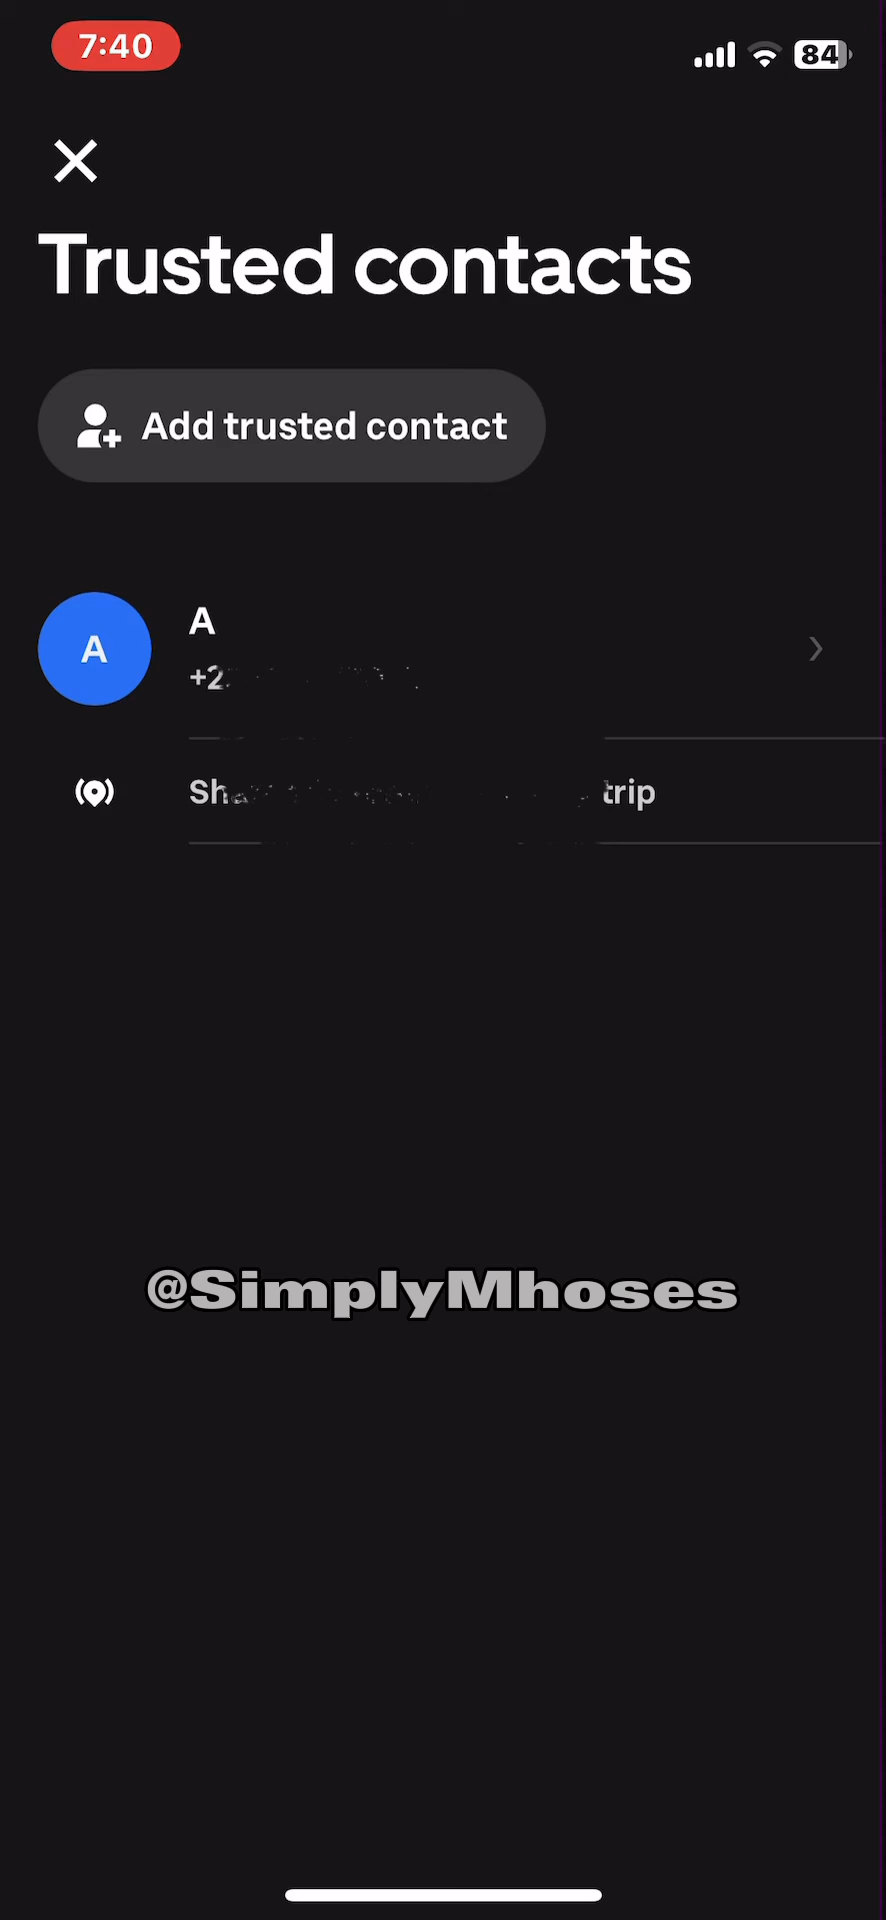 7:40
84
Trusted contacts
Add trusted contact
A
A
+2
trip
@SimplyMhoses